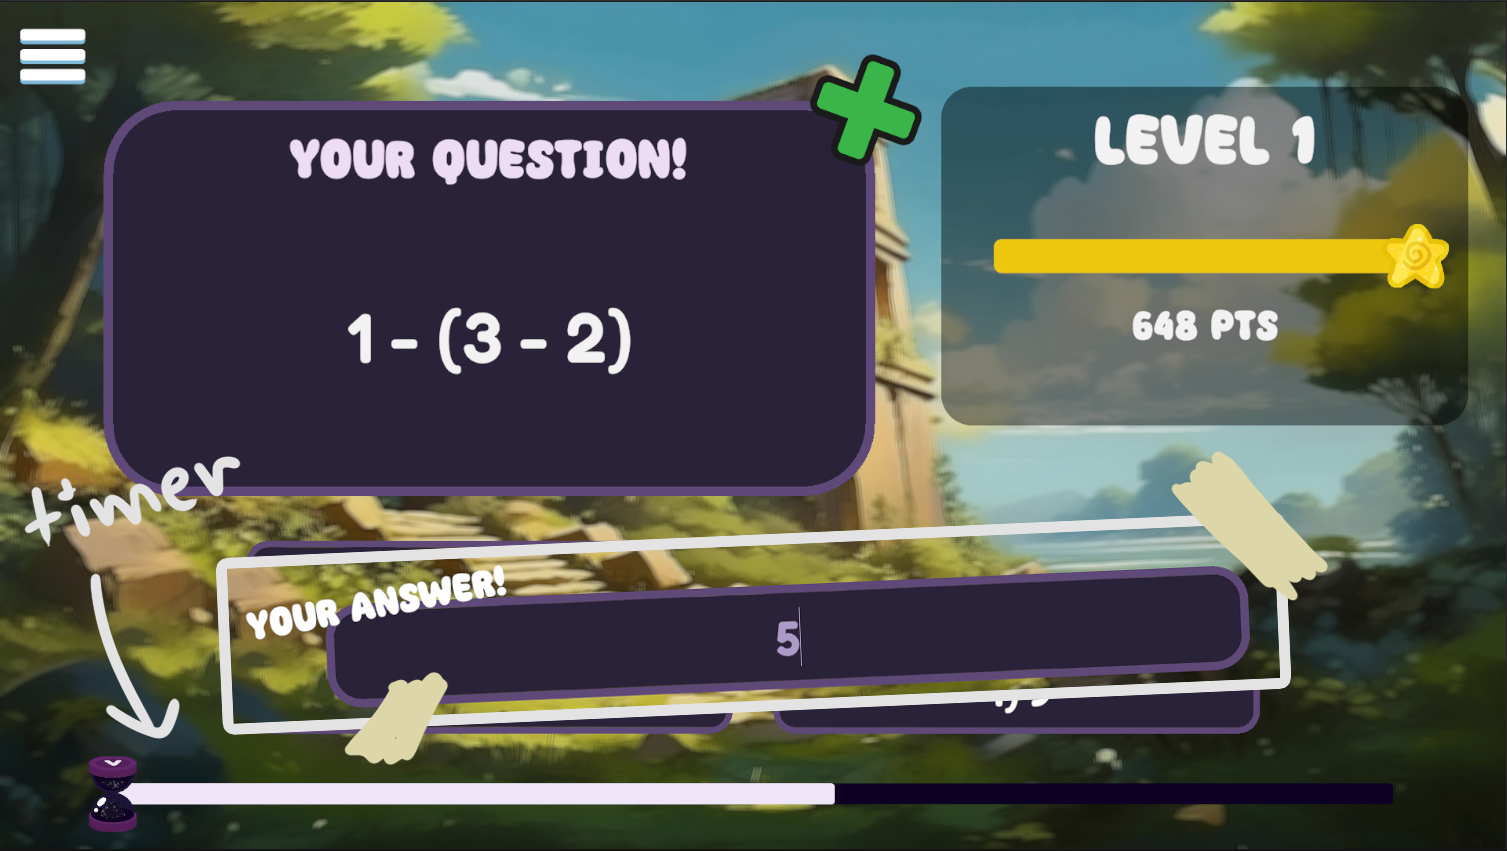 YOUR QUESTION!
1 - (3 - 2)
LEVEL 1
648 PTS
timer
YOUR ANSWER!
5